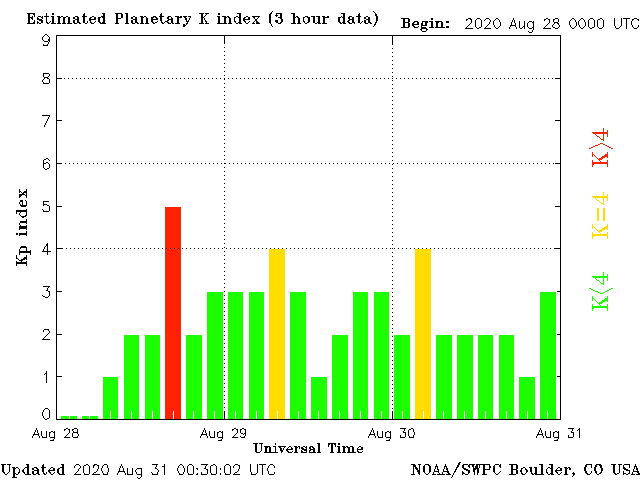 Estimated Planetary K index (3 hour data) Begin: 2020 Aug 28 0000 UTC
9
8
7
6
5
4
3
2
1
0
Kp index
K>4
K=4
K<4
Aug 28 Aug 29 Aug 30 Aug 31
Universal Time
Updated 2020 Aug 31 00:30:02 UTC NOAA/SWPC Boulder, CO USA